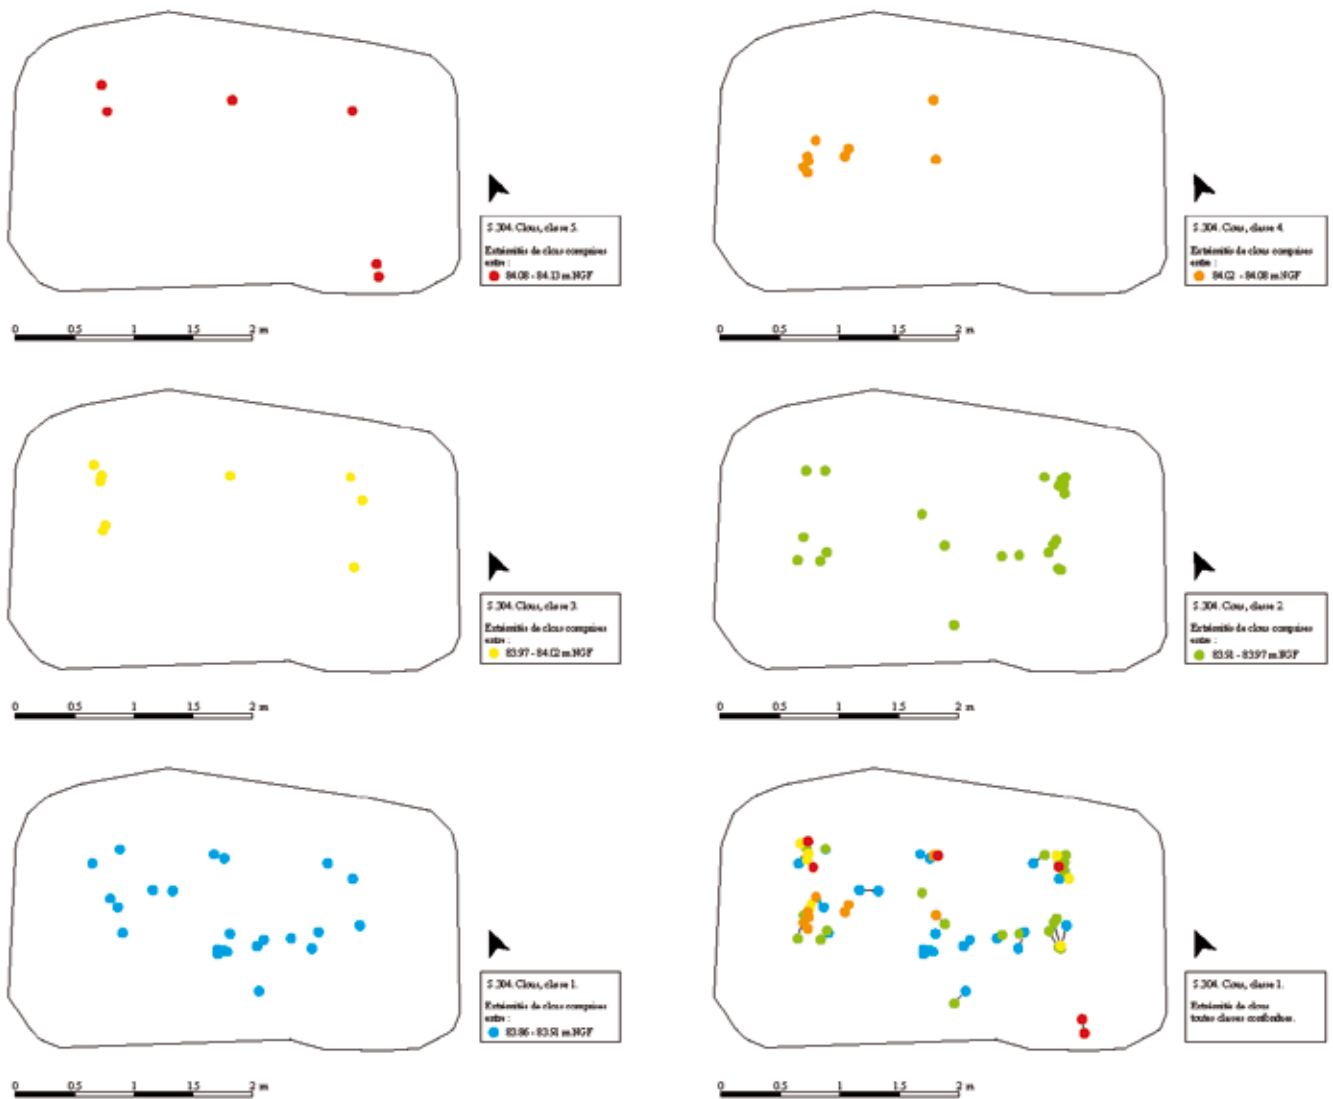 S.304. Clous, classe 5.
Extrémités de clous comprises
entre :
84.08 - 84.13 m NGF
0 0.5 1 1.5 2 m
S.304. Clous, classe 4.
Extrémités de clous comprises
entre :
84.02 - 84.08 m NGF
0 0.5 1 1.5 2 m
S.304. Clous, classe 3.
Extrémités de clous comprises
entre :
83.97 - 84.02 m NGF
0 0.5 1 1.5 2 m
S.304. Clous, classe 2.
Extrémités de clous comprises
entre :
83.91 - 83.97 m NGF
0 0.5 1 1.5 2 m
S.304. Clous, classe 1.
Extrémités de clous comprises
entre :
83.86 - 83.91 m NGF
0 0.5 1 1.5 2 m
S.304. Clous, classe 1.
Extrémités de clous
toutes classes confondues.
0 0.5 1 1.5 2 m